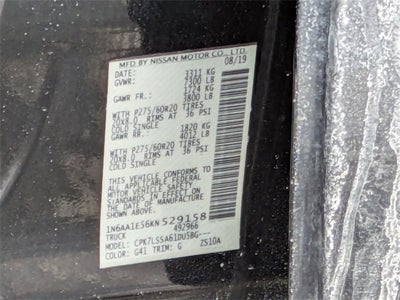 MFD BY NISSAN MOTOR CO., LTD.
DATE: 08/19
GVWR: 3311 KG
7300 LB
GAWR FR.: 1724 KG
3800 LB
WITH P275/60R20 TIRES
20X8.0 RIMS AT 36 PSI
COLD SINGLE
GAWR RR.: 1820 KG
4012 LB
WITH P275/60R20 TIRES
20X8.0 RIMS AT 36 PSI
COLD SINGLE
THIS VEHICLE CONFORMS TO
ALL APPLICABLE FEDERAL
MOTOR VEHICLE SAFETY
STANDARDS IN EFFECT ON THE
DATE OF MANUFACTURE
SHOWN ABOVE.
1N6AA1E56KN529158
TRUCK 492966
MODEL: CPK7LSSA61DUSBG---
COLOR: G41 TRIM: G ZS10A